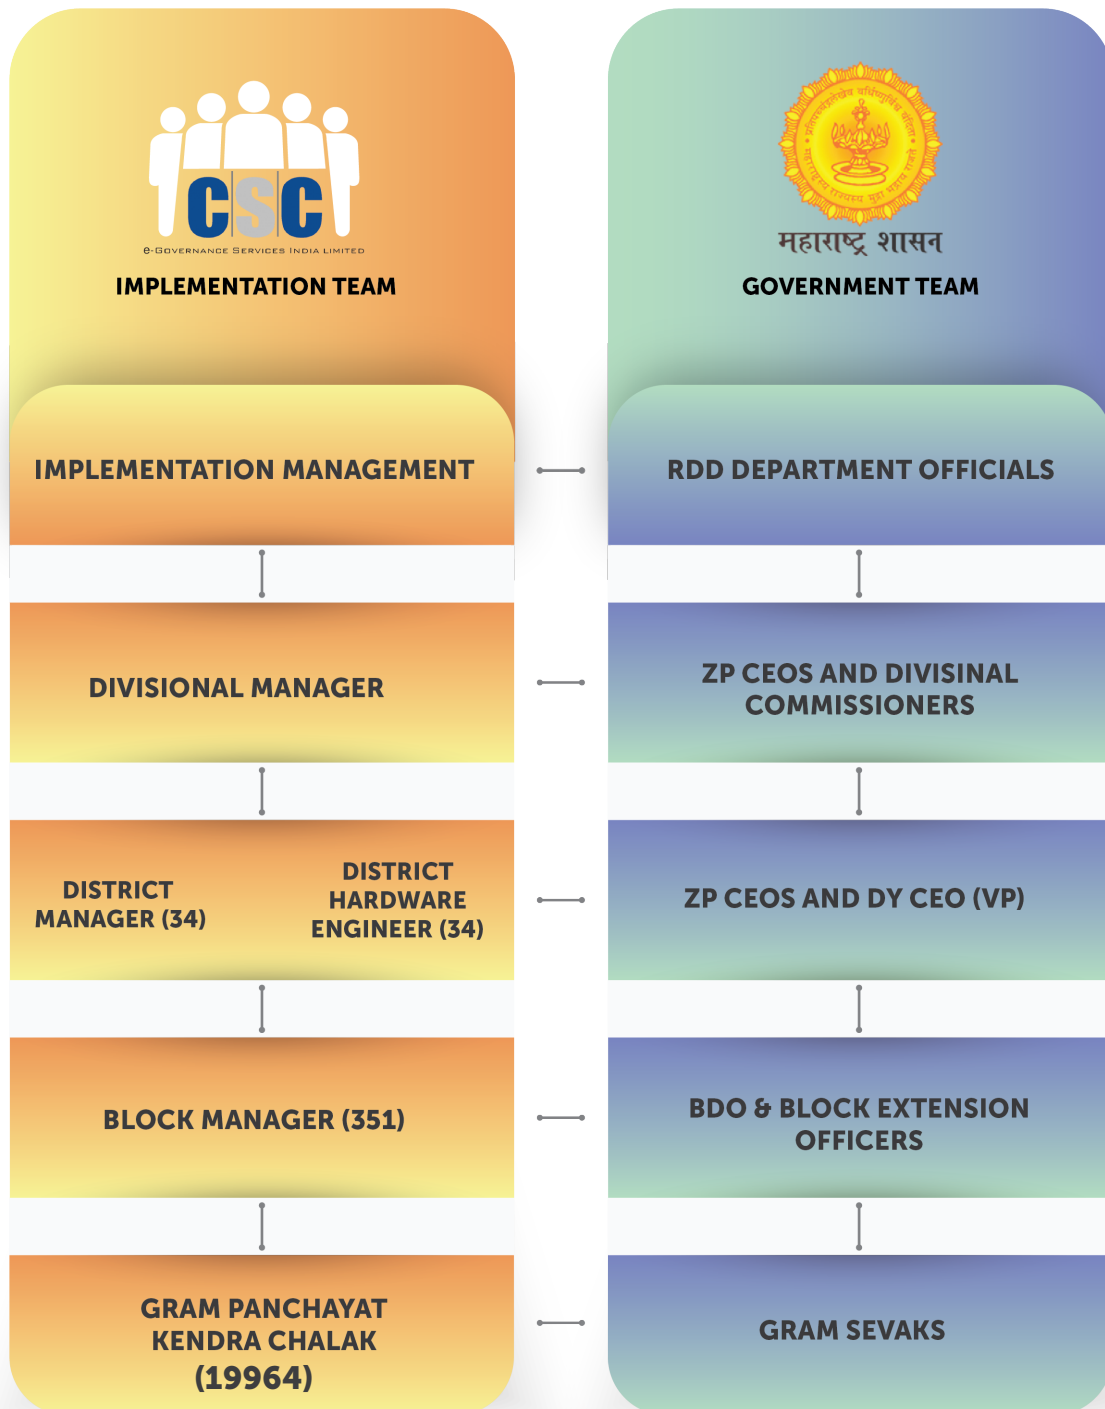 CSC
e-Governance Services India Limited
IMPLEMENTATION TEAM
महाराष्ट्र शासन
GOVERNMENT TEAM
IMPLEMENTATION MANAGEMENT
RDD DEPARTMENT OFFICIALS
DIVISIONAL MANAGER
ZP CEOS AND DIVISINAL
COMMISSIONERS
DISTRICT
MANAGER (34)
DISTRICT
HARDWARE
ENGINEER (34)
ZP CEOS AND DY CEO (VP)
BLOCK MANAGER (351)
BDO & BLOCK EXTENSION
OFFICERS
GRAM PANCHAYAT
KENDRA CHALAK
(19964)
GRAM SEVAKS